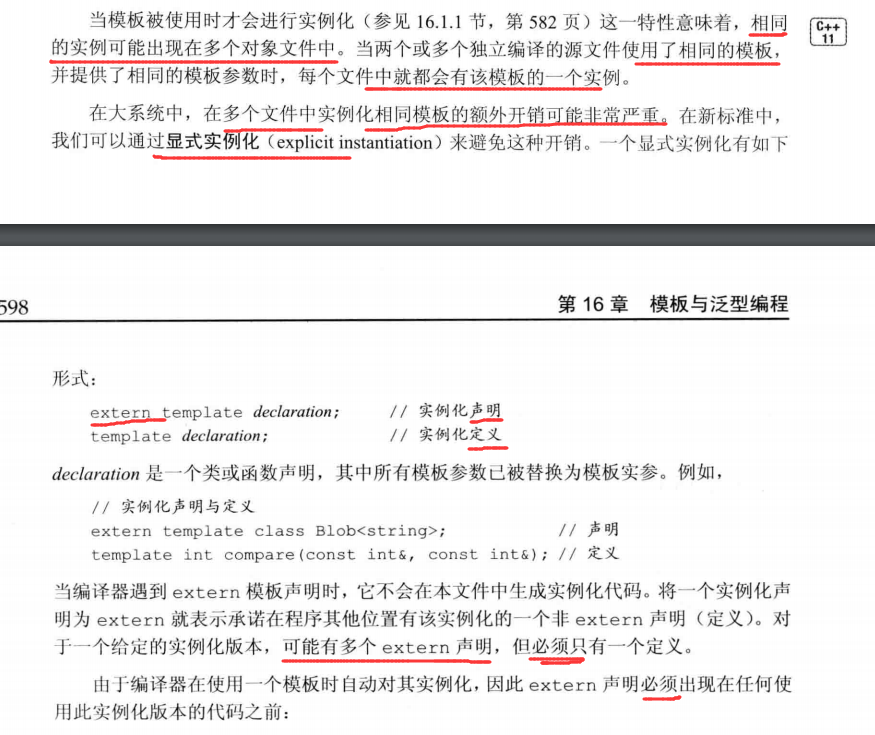 当模板被使用时才会进行实例化（参见 16.1.1 节，第 582 页）这一特性意味着，相同
的实例可能出现在多个对象文件中。当两个或多个独立编译的源文件使用了相同的模板，
并提供了相同的模板参数时，每个文件中就都会有该模板的一个实例。
C++
11
在大系统中，在多个文件中实例化相同模板的额外开销可能非常严重。在新标准中，
我们可以通过显式实例化（explicit instantiation）来避免这种开销。一个显式实例化有如下
598
第 16 章 模板与泛型编程
形式：
extern template declaration; // 实例化声明
template declaration; // 实例化定义
declaration 是一个类或函数声明，其中所有模板参数已被替换为模板实参。例如，
// 实例化声明与定义
extern template class Blob<string>; // 声明
template int compare(const int&, const int&); // 定义
当编译器遇到 extern 模板声明时，它不会在本文件中生成实例化代码。将一个实例化声
明为 extern 就表示承诺在程序其他位置有该实例化的一个非 extern 声明（定义）。对
于一个给定的实例化版本，可能有多个 extern 声明，但必须只有一个定义。
由于编译器在使用一个模板时自动对其实例化，因此 extern 声明必须出现在任何使
用此实例化版本的代码之前：